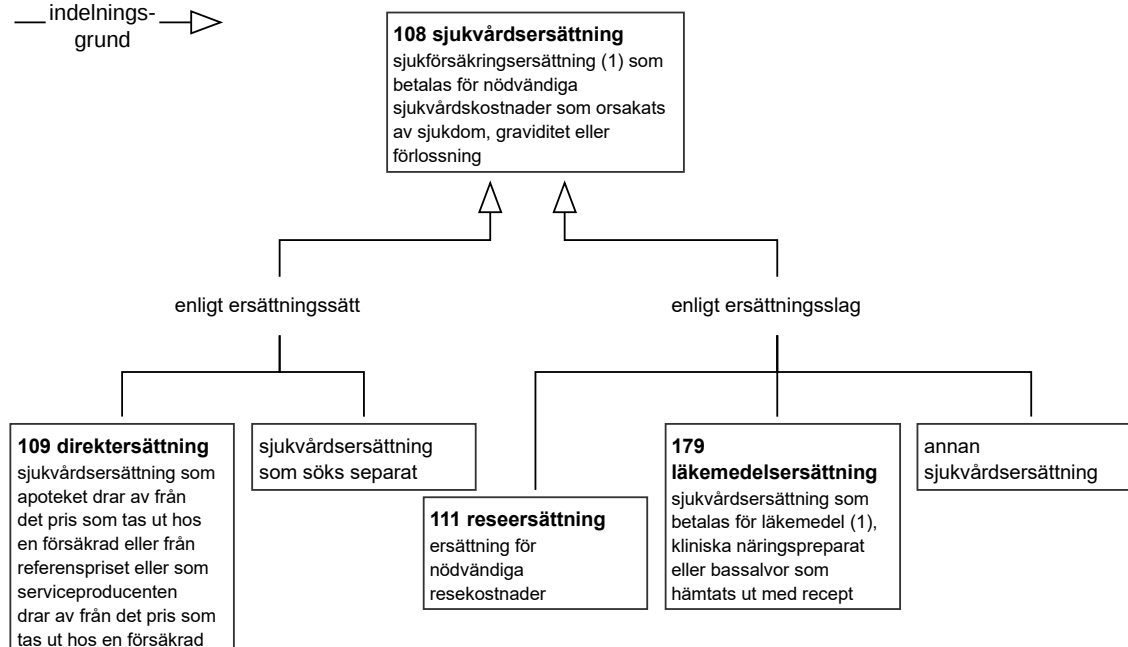 indelnings-
grund
108 sjukvårdsersättning
sjukförsäkringsersättning (1) som
betalas för nödvändiga
sjukvårdskostnader som orsakats
av sjukdom, graviditet eller
förlossning
enligt ersättningssätt
enligt ersättningsslag
109 direktersättning
sjukvårdsersättning som
apoteket drar av från
det pris som tas ut hos
en försäkrad eller från
referenspriset eller som
serviceproducenten
drar av från det pris som
tas ut hos en försäkrad
sjukvårdsersättning
som söks separat
111 reseersättning
ersättning för
nödvändiga
resekostnader
179
läkemedelsersättning
sjukvårdsersättning som
betalas för läkemedel (1),
kliniska näringspreparat
eller bassalvor som
hämtats ut med recept
annan
sjukvårdsersättning